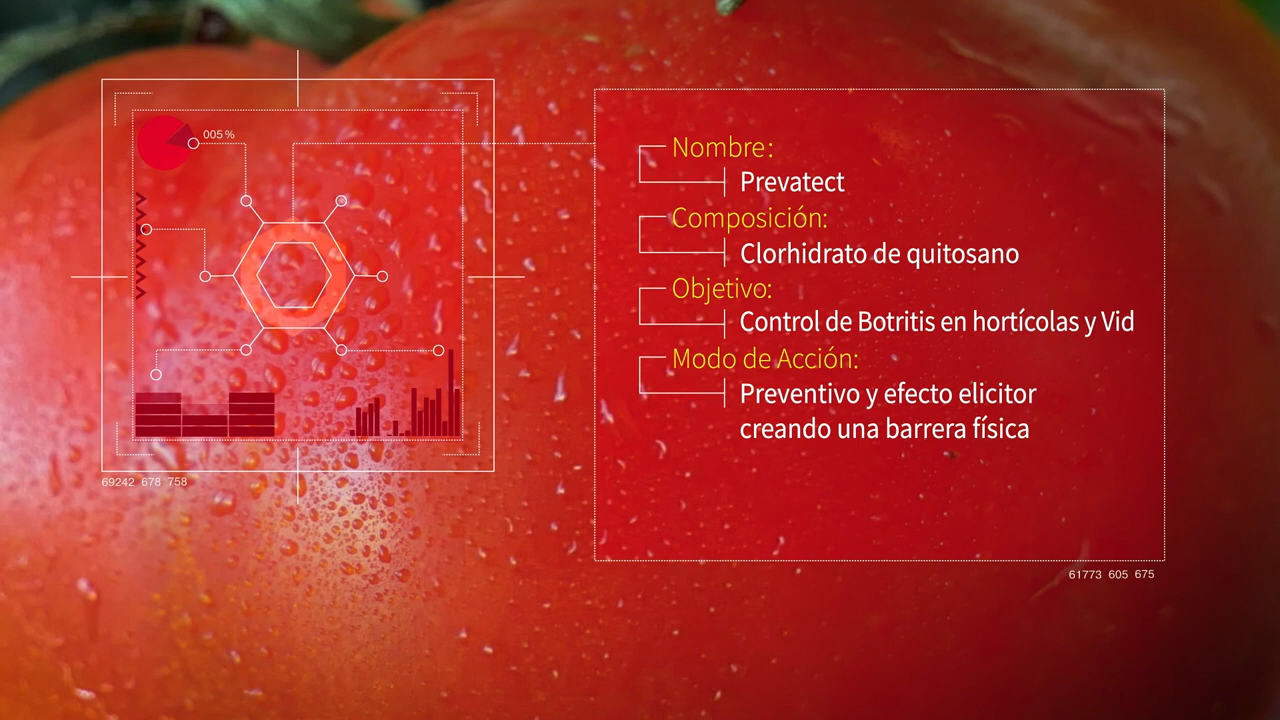 005 %
69242 678 758
Nombre:
Prevatect
Composición:
Clorhidrato de quitosano
Objetivo:
Control de Botritis en hortícolas y Vid
Modo de Acción:
Preventivo y efecto elicitor
creando una barrera física
61773 605 675